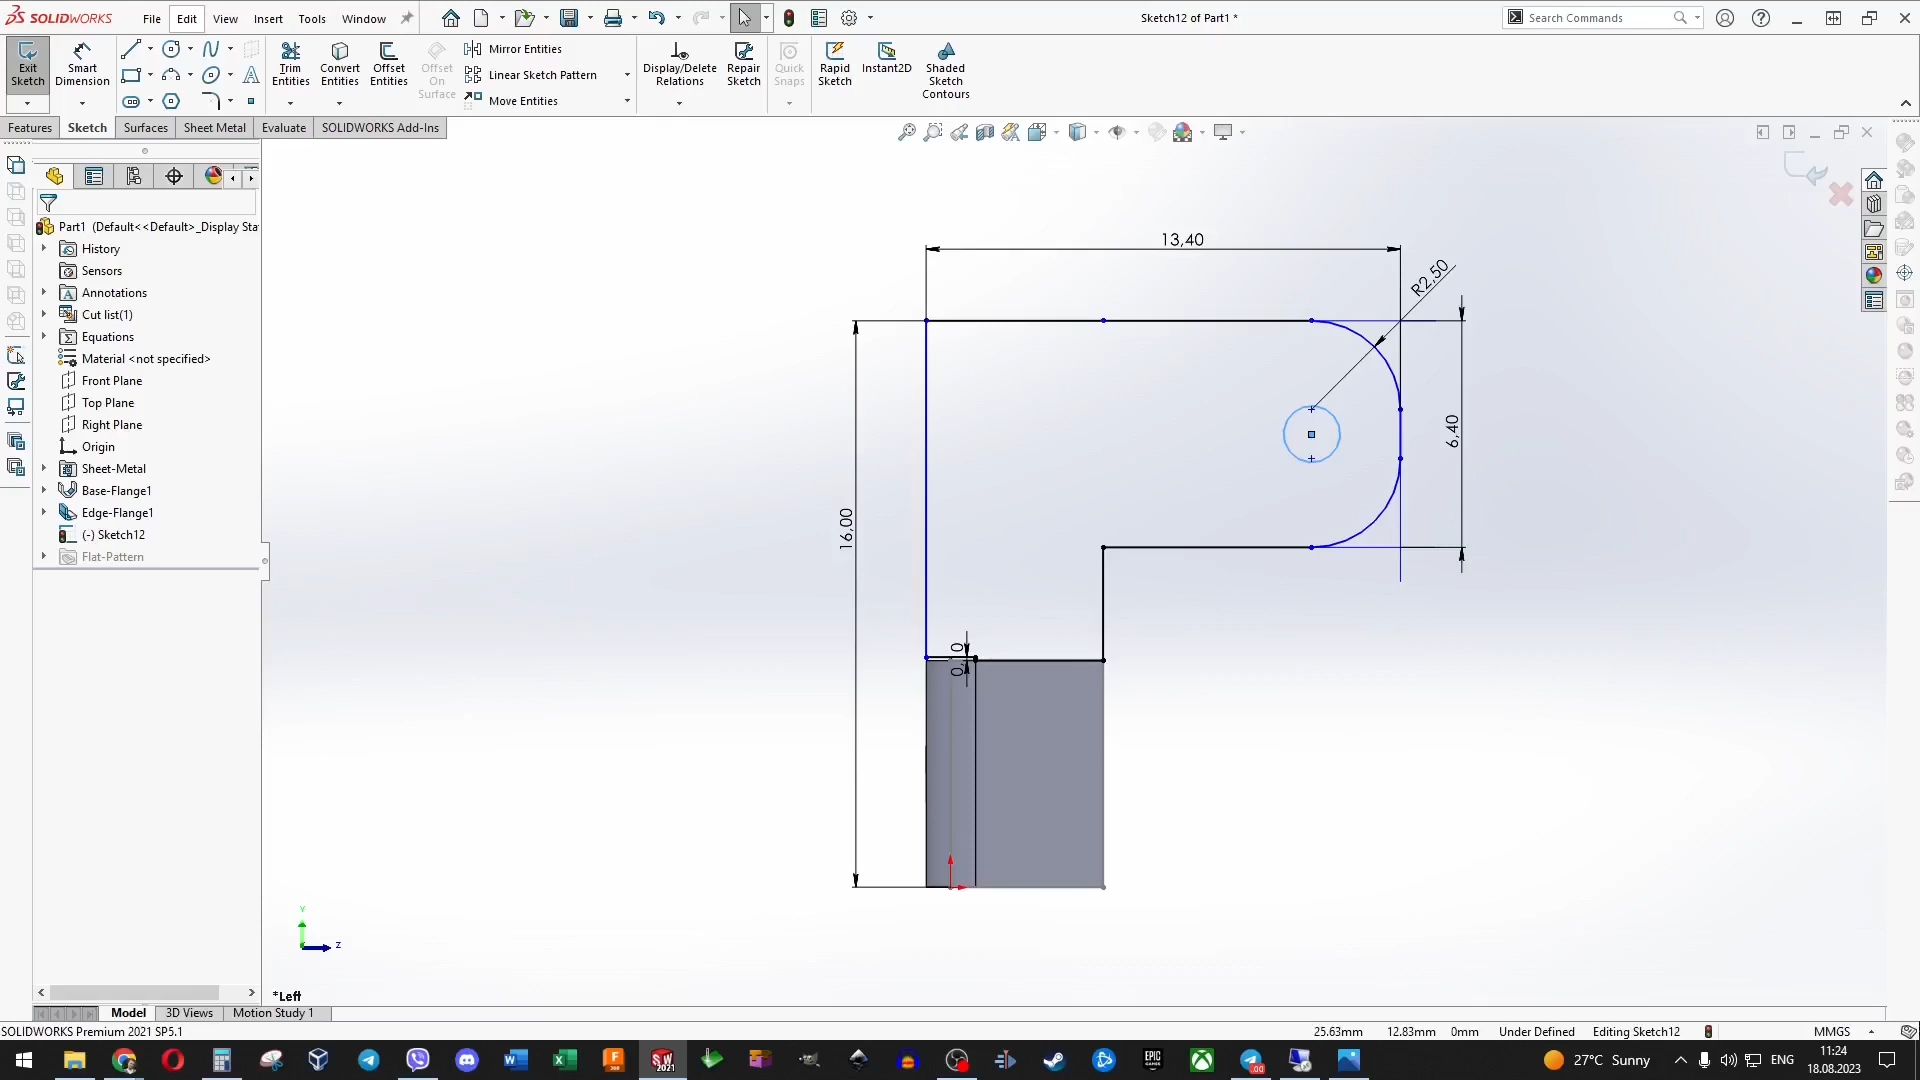 SOLIDWORKS
File
Edit
View
Insert
Tools
Window
Sketch12 of Part1 *
Search Commands
Exit Sketch
Smart Dimension
Trim Entities
Convert Entities
Offset Entities
Offset On Surface
Mirror Entities
Linear Sketch Pattern
Move Entities
Display/Delete Relations
Repair Sketch
Quick Snaps
Rapid Sketch
Instant2D
Shaded Sketch Contours
Features
Sketch
Surfaces
Sheet Metal
Evaluate
SOLIDWORKS Add-Ins
Part1 (Default<<Default>_Display Sta
History
Sensors
Annotations
Cut list(1)
Equations
Material <not specified>
Front Plane
Top Plane
Right Plane
Origin
Sheet-Metal
Base-Flange1
Edge-Flange1
(-) Sketch12
Flat-Pattern
13,40
R2,50
6,40
16,00
Y
Z
*Left
Model
3D Views
Motion Study 1
SOLIDWORKS Premium 2021 SP5.1
25.63mm
12.83mm
0mm
Under Defined
Editing Sketch12
MMGS
27°C Sunny
ENG
11:24
18.08.2023